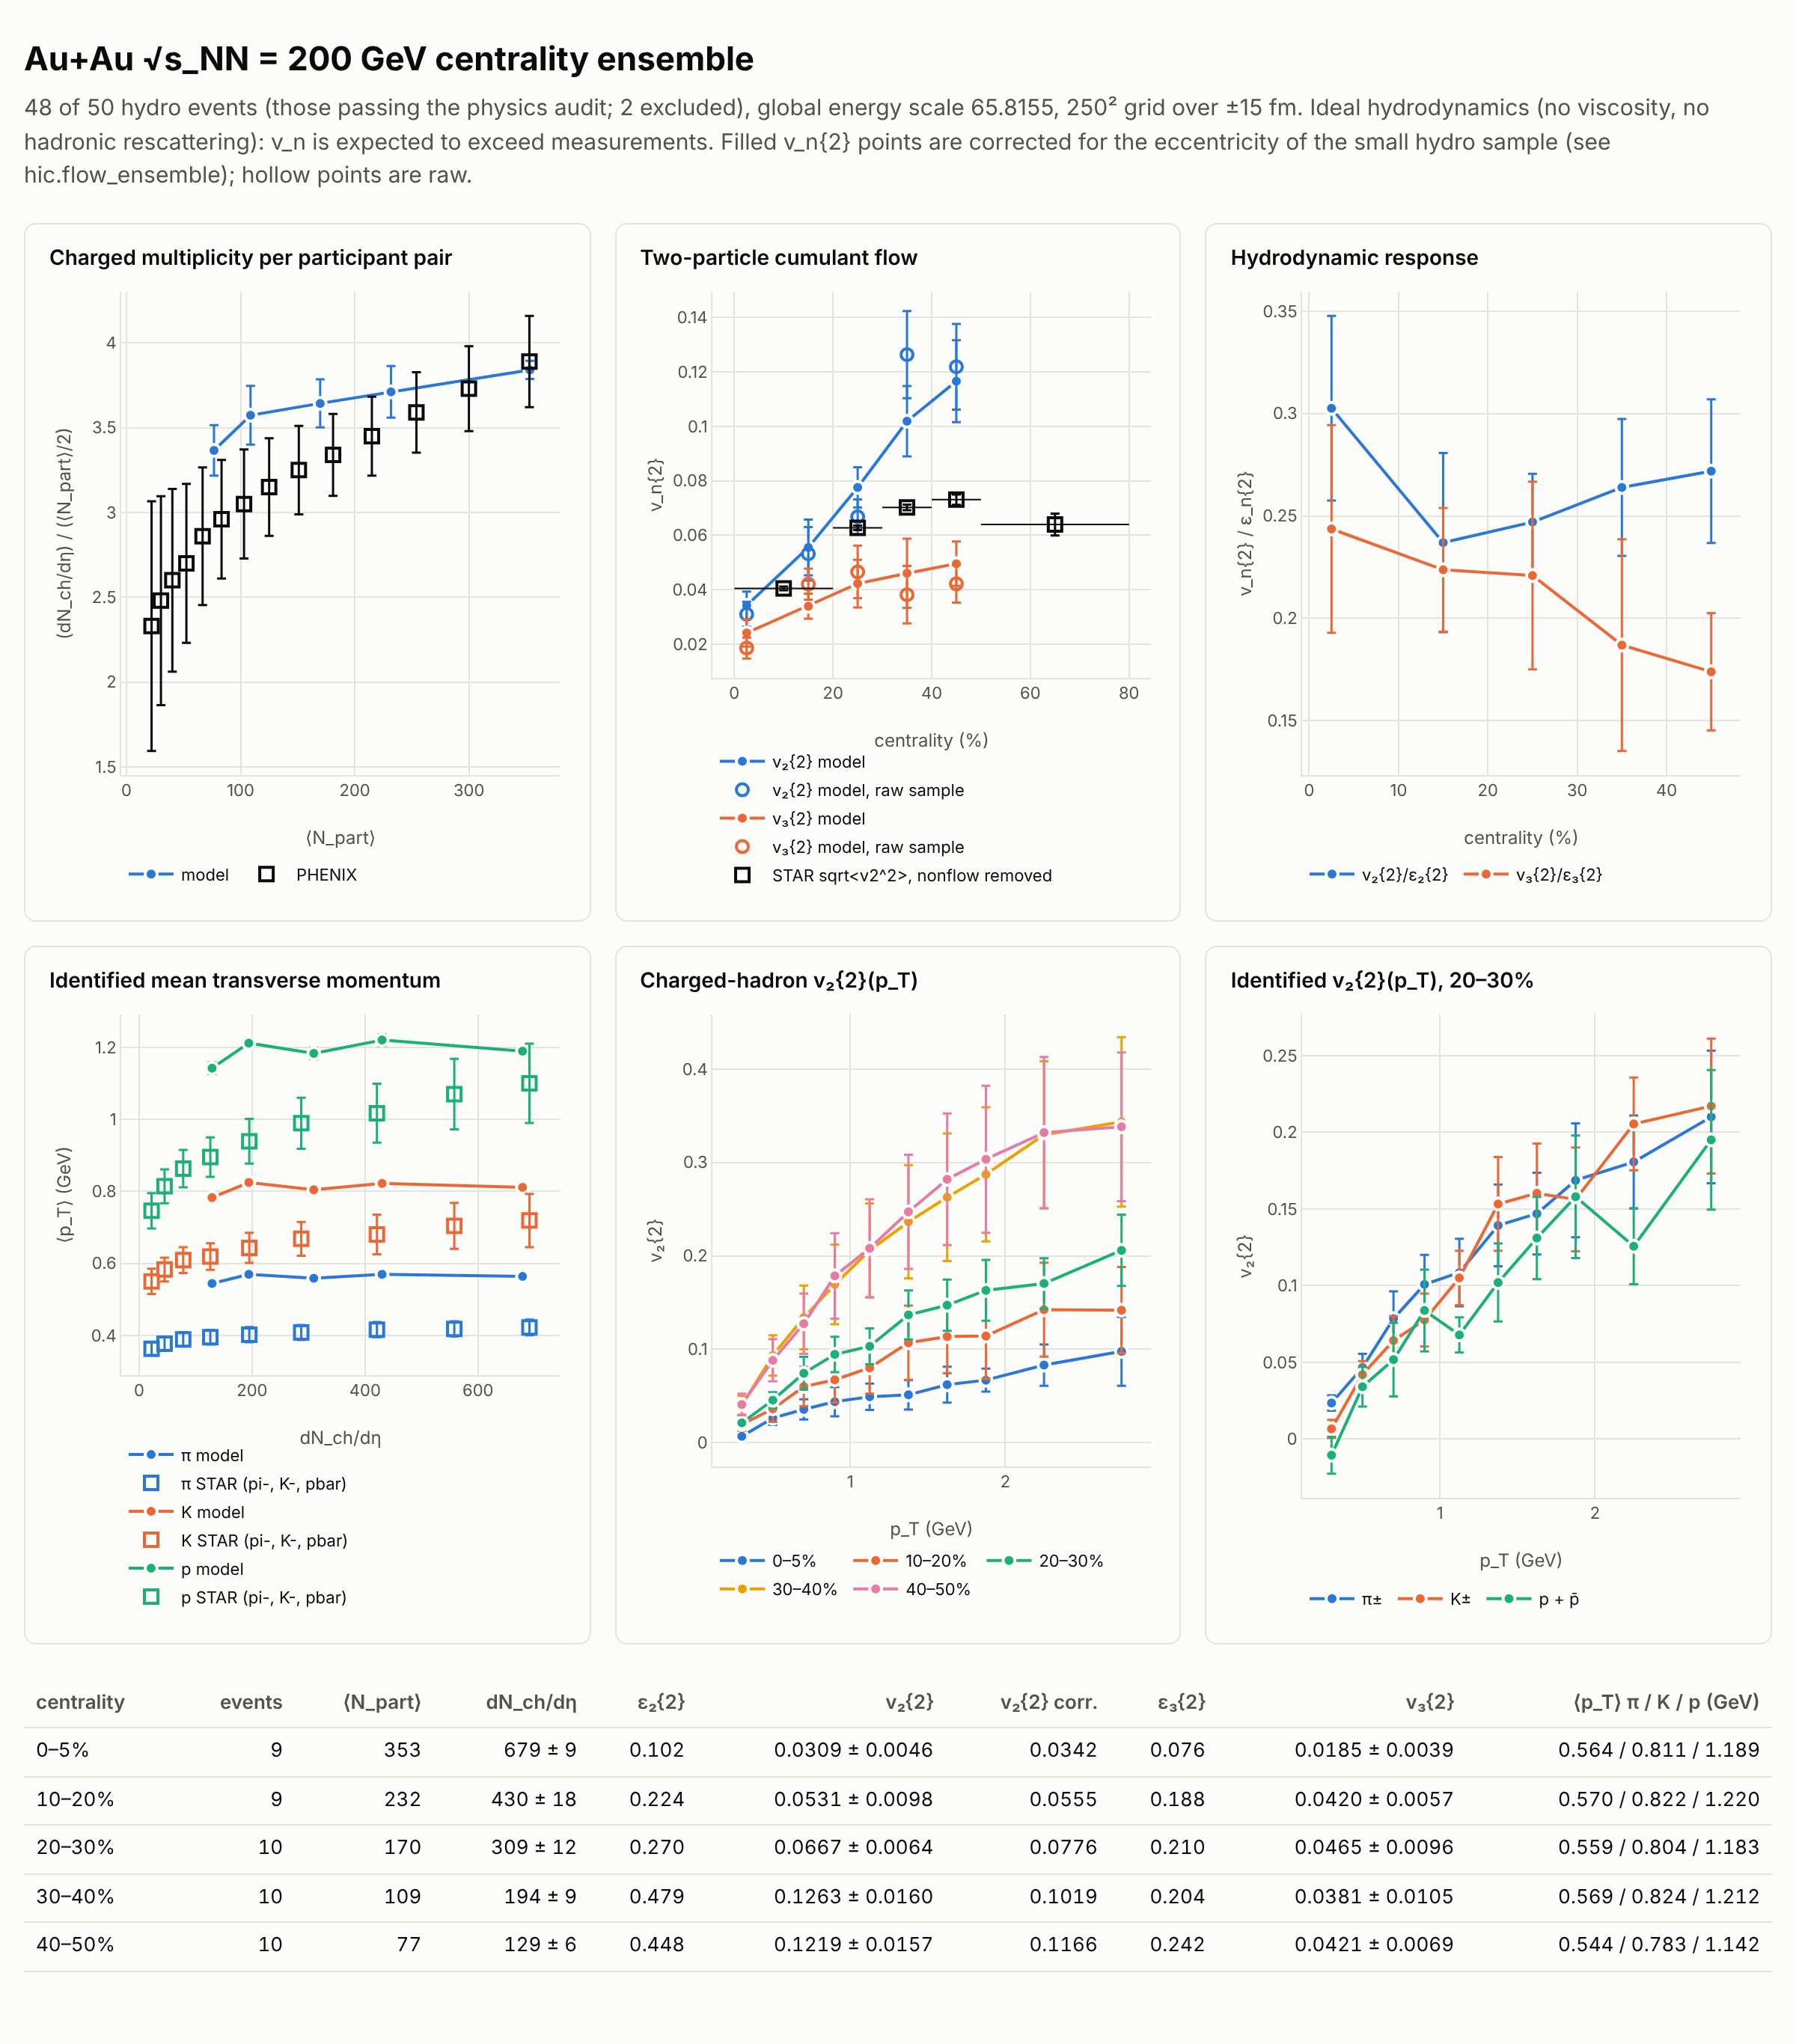 Au+Au √s_NN = 200 GeV centrality ensemble
48 of 50 hydro events (those passing the physics audit; 2 excluded), global energy scale 65.8155, 250² grid over ±15 fm. Ideal hydrodynamics (no viscosity, no
hadronic rescattering): v_n is expected to exceed measurements. Filled v_n{2} points are corrected for the eccentricity of the small hydro sample (see
hic.flow_ensemble); hollow points are raw.
Charged multiplicity per participant pair
(dN_ch/dη) / (⟨N_part⟩/2)
4
3.5
3
2.5
2
1.5
0 100 200 300
⟨N_part⟩
model PHENIX
Two-particle cumulant flow
v_n{2}
0.14
0.12
0.1
0.08
0.06
0.04
0.02
0 20 40 60 80
centrality (%)
v₂{2} model
v₂{2} model, raw sample
v₃{2} model
v₃{2} model, raw sample
STAR sqrt<v2^2>, nonflow removed
Hydrodynamic response
v_n{2} / ε_n{2}
0.35
0.3
0.25
0.2
0.15
0 10 20 30 40
centrality (%)
v₂{2}/ε₂{2} v₃{2}/ε₃{2}
Identified mean transverse momentum
⟨p_T⟩ (GeV)
1.2
1
0.8
0.6
0.4
0 200 400 600
dN_ch/dη
π model
π STAR (pi-, K-, pbar)
K model
K STAR (pi-, K-, pbar)
p model
p STAR (pi-, K-, pbar)
Charged-hadron v₂{2}(p_T)
v₂{2}
0.4
0.3
0.2
0.1
0
1 2
p_T (GeV)
0–5% 10–20% 20–30%
30–40% 40–50%
Identified v₂{2}(p_T), 20–30%
v₂{2}
0.25
0.2
0.15
0.1
0.05
0
1 2
p_T (GeV)
π± K± p + p̄
centrality events ⟨N_part⟩ dN_ch/dη ε₂{2} v₂{2} v₂{2} corr. ε₃{2} v₃{2} ⟨p_T⟩ π / K / p (GeV)
0–5% 9 353 679 ± 9 0.102 0.0309 ± 0.0046 0.0342 0.076 0.0185 ± 0.0039 0.564 / 0.811 / 1.189
10–20% 9 232 430 ± 18 0.224 0.0531 ± 0.0098 0.0555 0.188 0.0420 ± 0.0057 0.570 / 0.822 / 1.220
20–30% 10 170 309 ± 12 0.270 0.0667 ± 0.0064 0.0776 0.210 0.0465 ± 0.0096 0.559 / 0.804 / 1.183
30–40% 10 109 194 ± 9 0.479 0.1263 ± 0.0160 0.1019 0.204 0.0381 ± 0.0105 0.569 / 0.824 / 1.212
40–50% 10 77 129 ± 6 0.448 0.1219 ± 0.0157 0.1166 0.242 0.0421 ± 0.0069 0.544 / 0.783 / 1.142